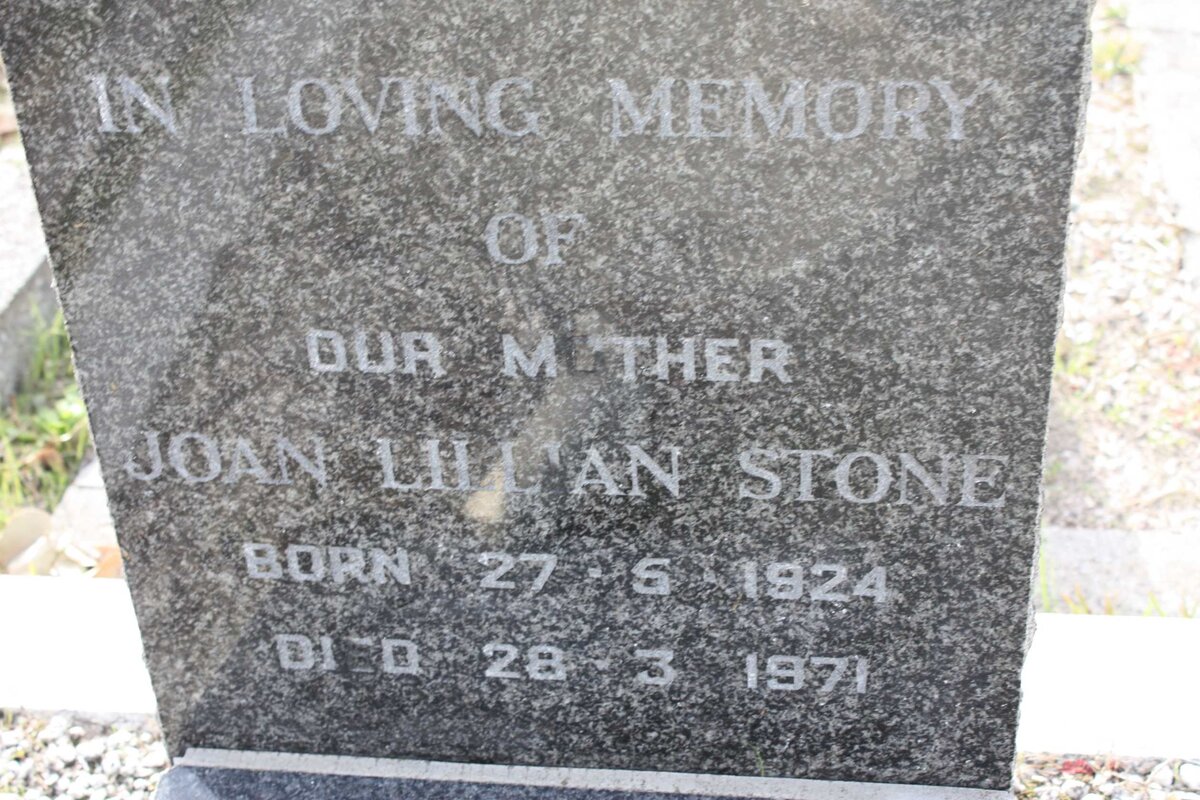 IN LOVING MEMORY
OF
OUR MOTHER
JOAN LILLIAN STONE
BORN 27 · 6 · 1924
DIED 28 · 3 · 1971